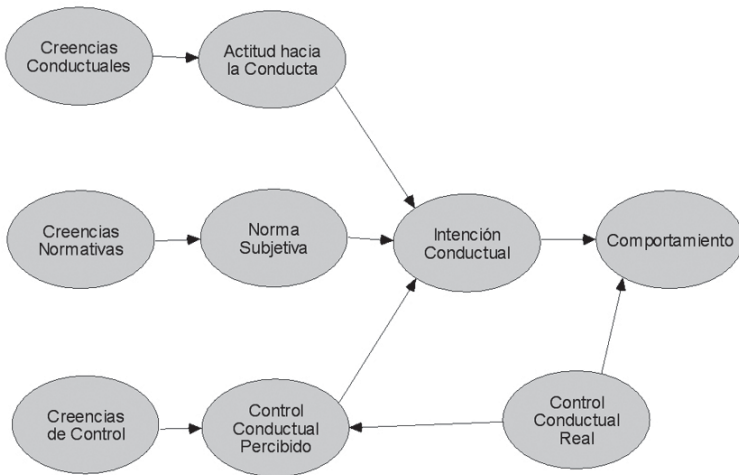 Creencias
Conductuales
Actitud hacia
la Conducta
Creencias
Normativas
Norma
Subjetiva
Intención
Conductual
Comportamiento
Creencias
de Control
Control
Conductual
Percibido
Control
Conductual
Real